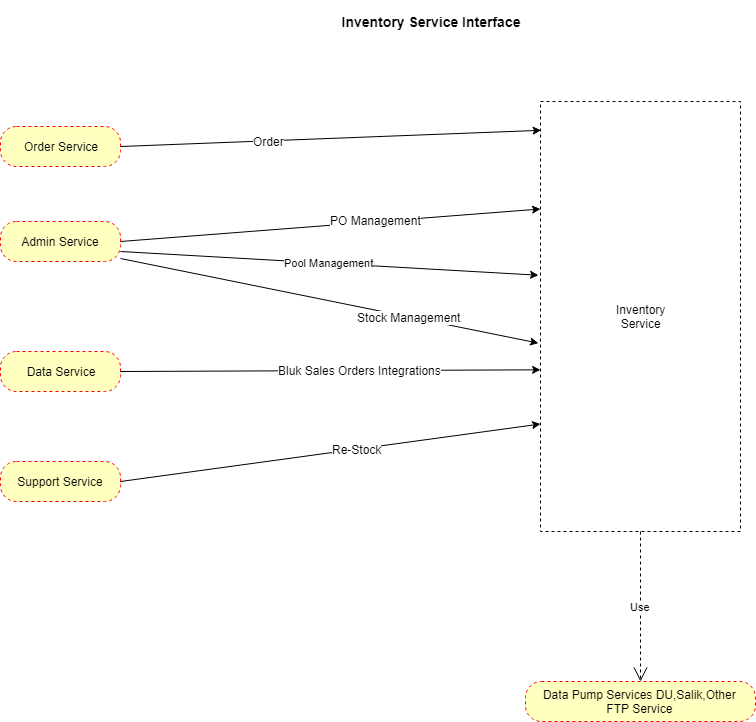 Inventory Service Interface
Order Service
Order
Admin Service
PO Management
Pool Management
Stock Management
Inventory
Service
Data Service
Bluk Sales Orders Integrations
Support Service
Re-Stock
Use
Data Pump Services DU,Salik,Other
FTP Service